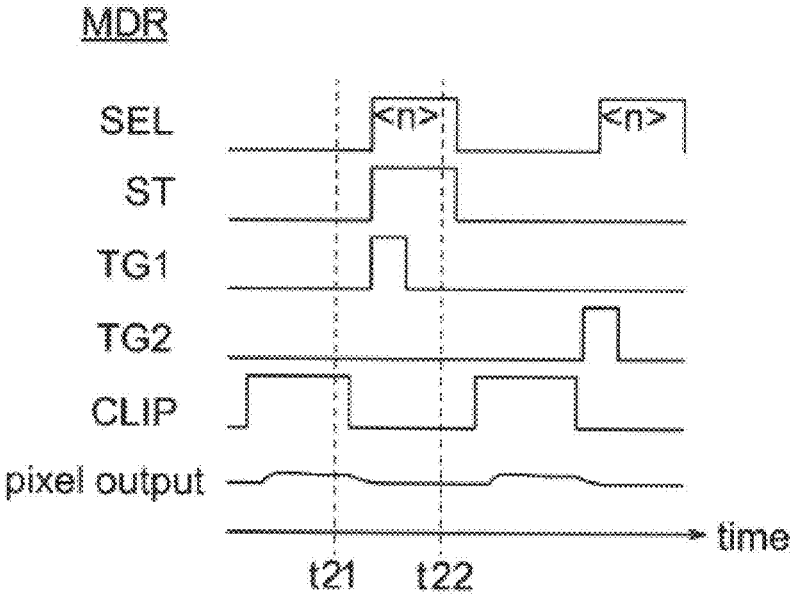 MDR
SEL
<n>
<n>
ST
TG1
TG2
CLIP
pixel output
time
t21
t22